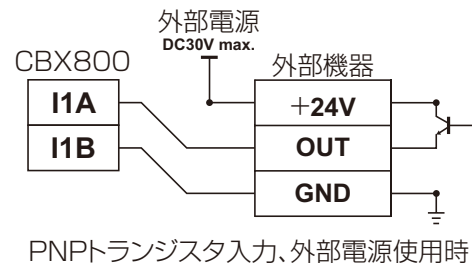 外部電源
DC30V max.
CBX800
外部機器
I1A
+24V
I1B
OUT
GND
PNPトランジスタ入力、外部電源使用時